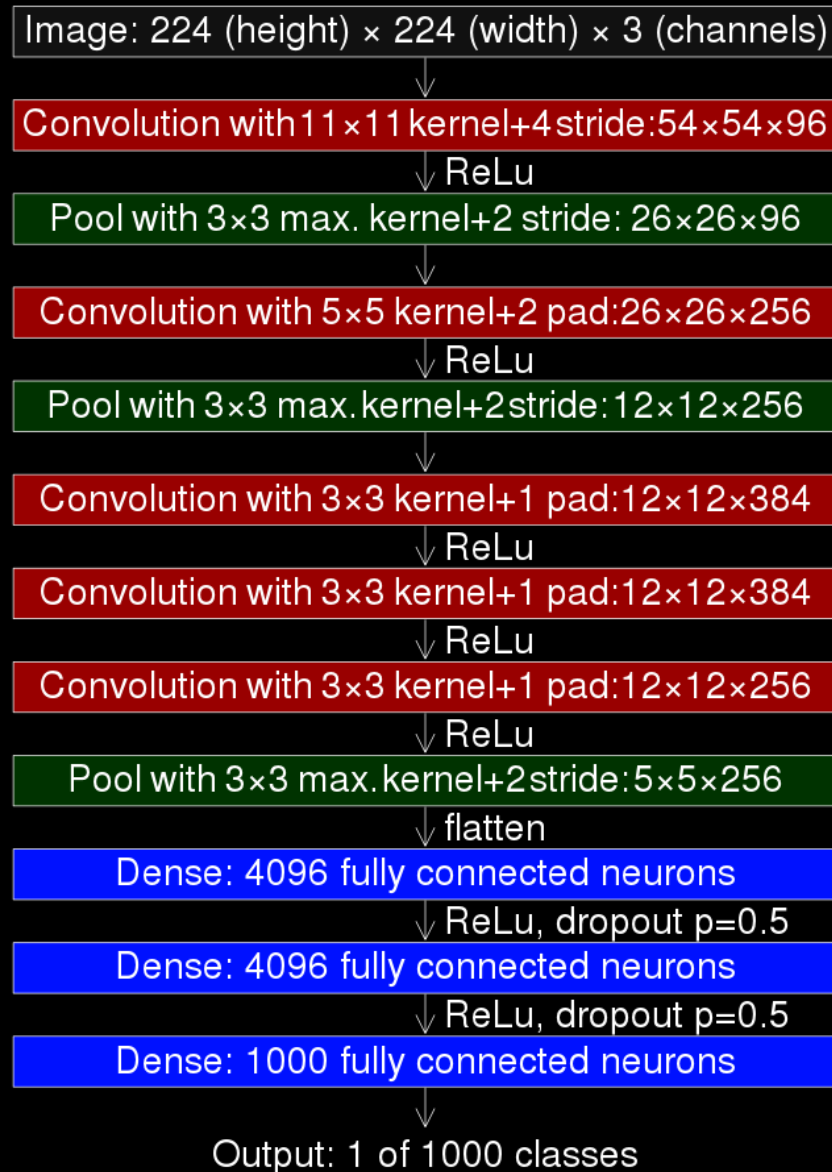 Image: 224 (height) × 224 (width) × 3 (channels)
Convolution with 11×11 kernel+4 stride:54×54×96
ReLu
Pool with 3×3 max. kernel+2 stride: 26×26×96
Convolution with 5×5 kernel+2 pad:26×26×256
ReLu
Pool with 3×3 max. kernel+2 stride:12×12×256
Convolution with 3×3 kernel+1 pad:12×12×384
ReLu
Convolution with 3×3 kernel+1 pad:12×12×384
ReLu
Convolution with 3×3 kernel+1 pad:12×12×256
ReLu
Pool with 3×3 max. kernel+2 stride:5×5×256
flatten
Dense: 4096 fully connected neurons
ReLu, dropout p=0.5
Dense: 4096 fully connected neurons
ReLu, dropout p=0.5
Dense: 1000 fully connected neurons
Output: 1 of 1000 classes